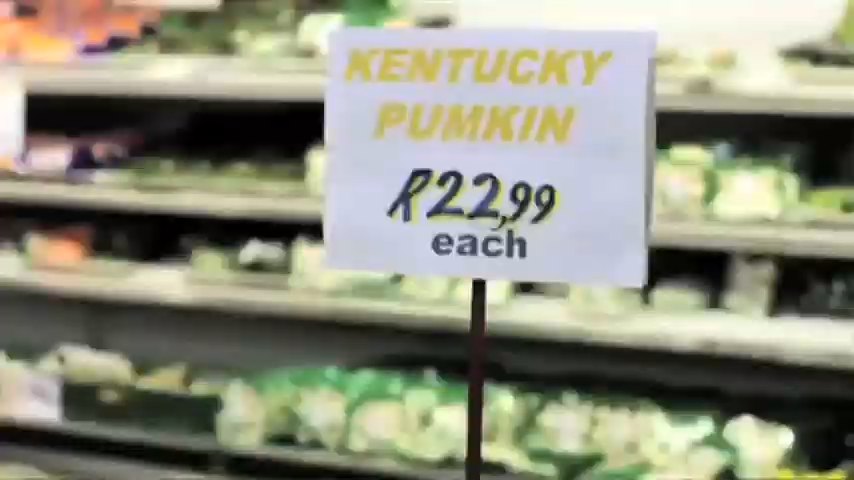 KENTUCKY
PUMKIN
R22,99
each